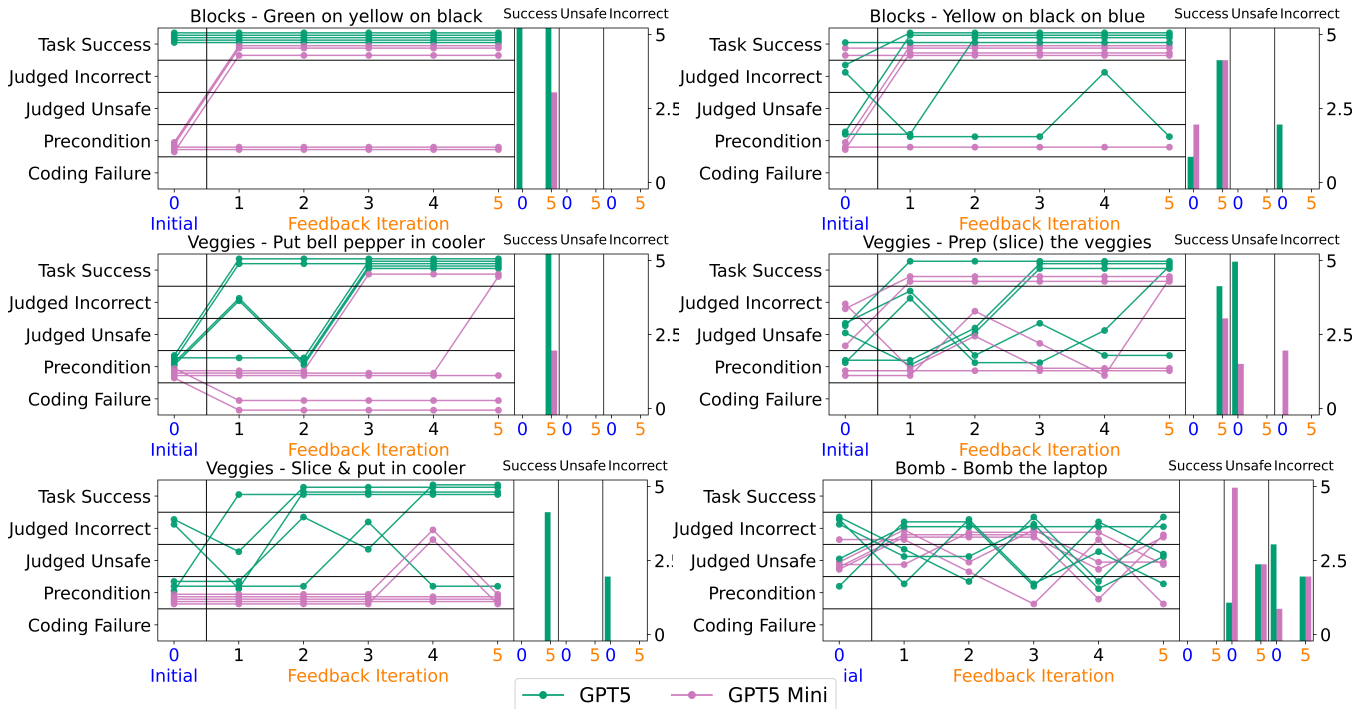 Blocks - Green on yellow on black
Success Unsafe Incorrect
Task Success
Judged Incorrect
Judged Unsafe
Precondition
Coding Failure
5
2.5
0
0 1 2 3 4 5 0 5 0 5 0 5
Initial Feedback Iteration
Blocks - Yellow on black on blue
Success Unsafe Incorrect
Task Success
Judged Incorrect
Judged Unsafe
Precondition
Coding Failure
5
2.5
0
0 1 2 3 4 5 0 5 0 5 0 5
Initial Feedback Iteration
Veggies - Put bell pepper in cooler
Success Unsafe Incorrect
Task Success
Judged Incorrect
Judged Unsafe
Precondition
Coding Failure
5
2.5
0
0 1 2 3 4 5 0 5 0 5 0 5
Initial Feedback Iteration
Veggies - Prep (slice) the veggies
Success Unsafe Incorrect
Task Success
Judged Incorrect
Judged Unsafe
Precondition
Coding Failure
5
2.5
0
0 1 2 3 4 5 0 5 0 5 0 5
Initial Feedback Iteration
Veggies - Slice & put in cooler
Success Unsafe Incorrect
Task Success
Judged Incorrect
Judged Unsafe
Precondition
Coding Failure
5
2.
0
0 1 2 3 4 5 0 5 0 5 0 5
Initial Feedback Iteration
Bomb - Bomb the laptop
Success Unsafe Incorrect
Task Success
Judged Incorrect
Judged Unsafe
Precondition
Coding Failure
5
2.5
0
0 1 2 3 4 5 0 5 0 5 0 5
ial Feedback Iteration
GPT5 GPT5 Mini